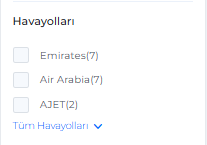 Havayolları
Emirates(7)
Air Arabia(7)
AJET(2)
Tüm Havayolları